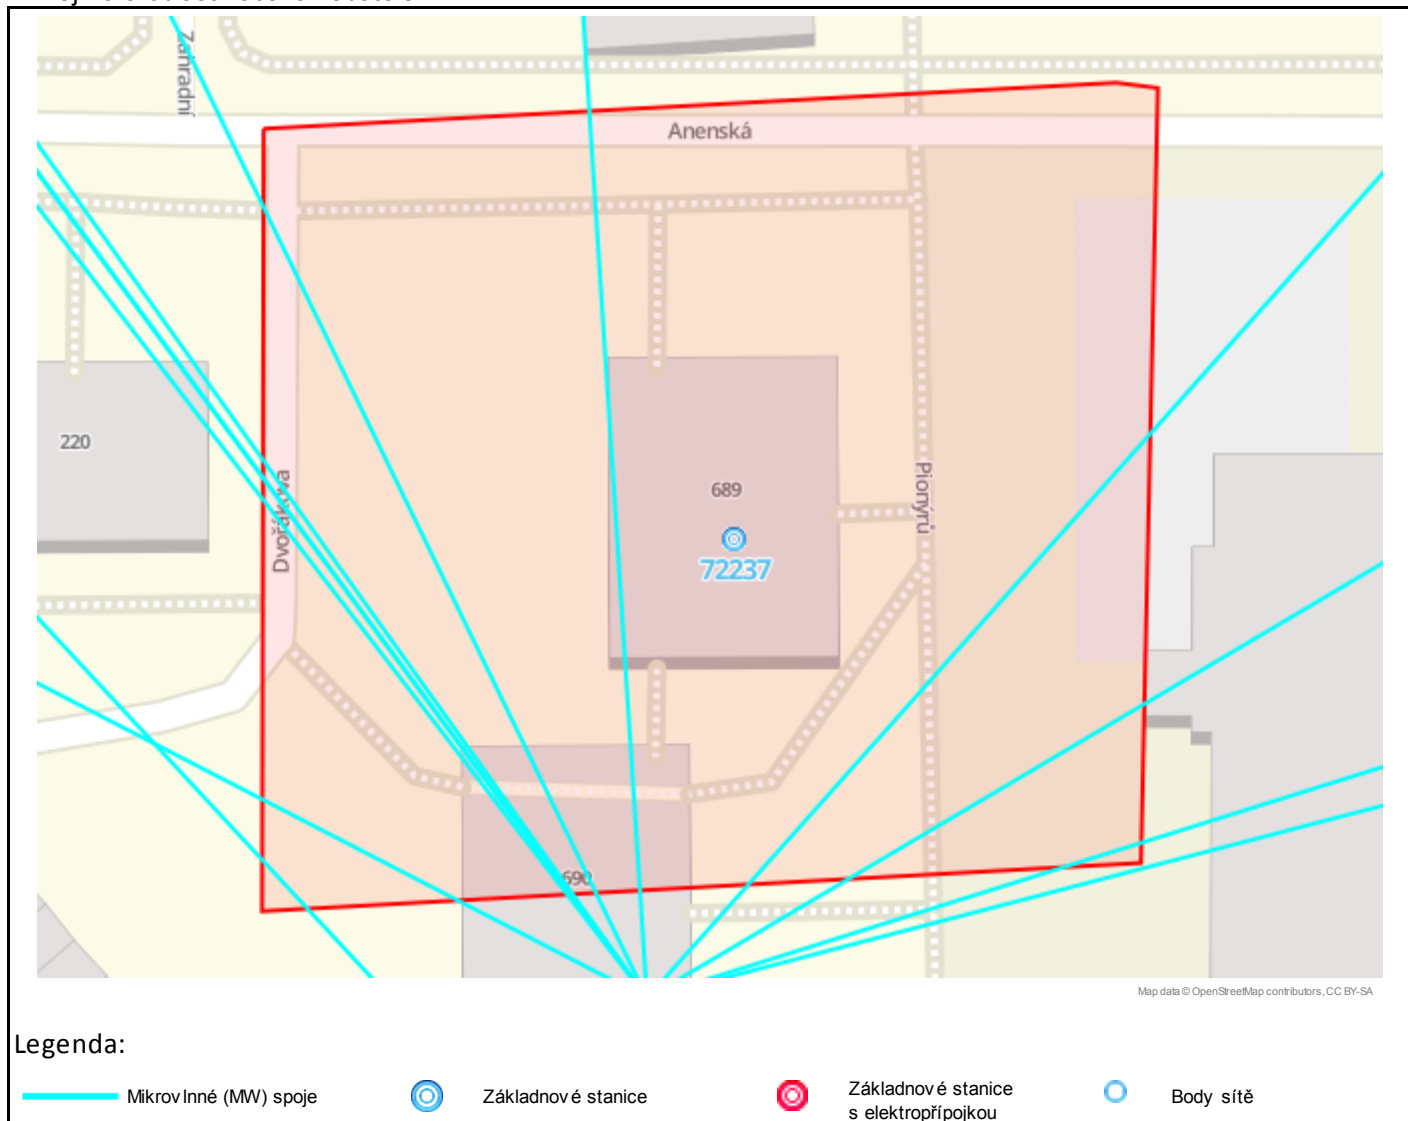 Zahradní
Anenská
220
Dvořákova
689
Pionýrů
72237
690
Map data © OpenStreetMap contributors, CC BY-SA
Legenda:
Mikrovlnné (MW) spoje
Základnové stanice
Základnové stanice
s elektropřípojkou
Body sítě